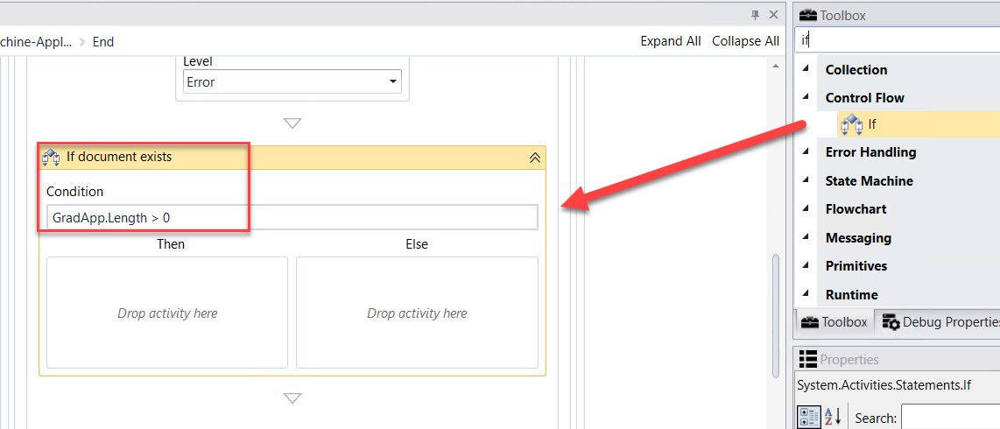 Toolbox
chine-Appl... > End
Expand All Collapse All
if
Level
Error
Collection
Control Flow
If
Error Handling
State Machine
Flowchart
Messaging
Primitives
Runtime
If document exists
Condition
GradApp.Length > 0
Then Else
Drop activity here Drop activity here
Toolbox Debug Propertie
Properties
System.Activities.Statements.If
Search: